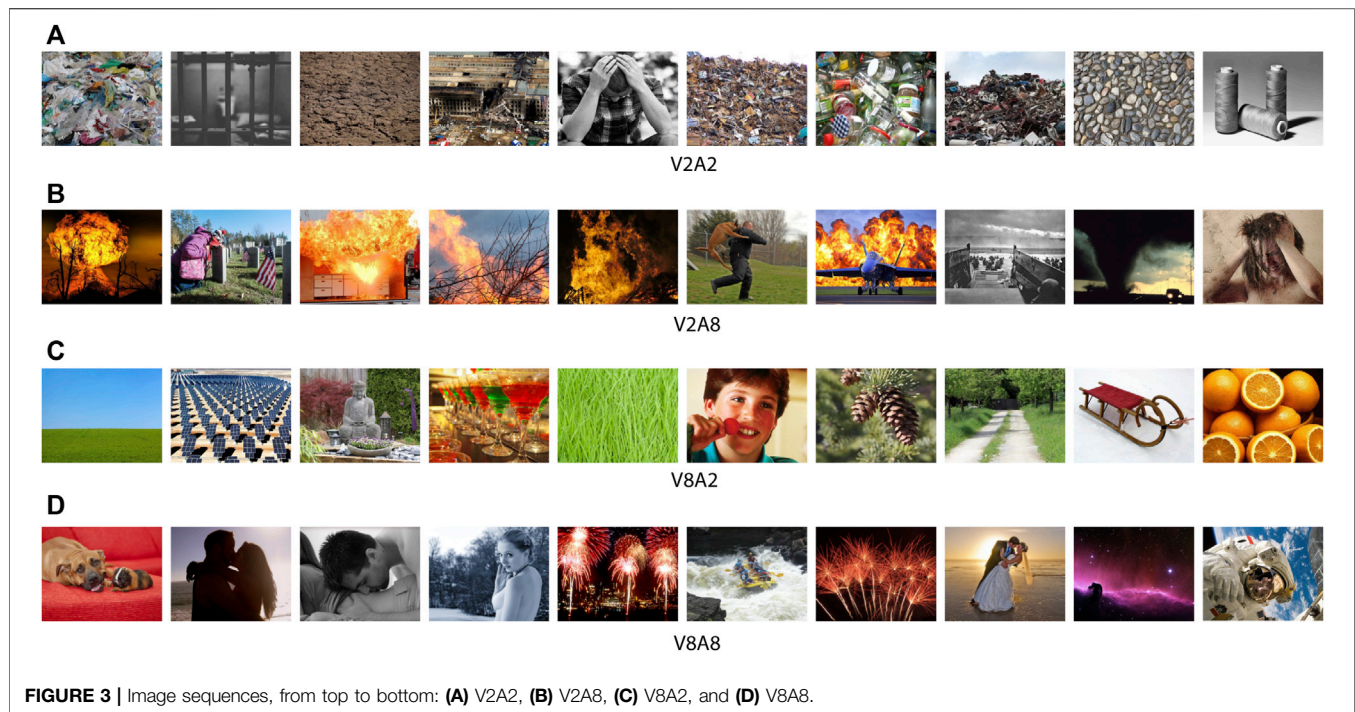 A
V2A2
B
V2A8
C
V8A2
D
V8A8
FIGURE 3 | Image sequences, from top to bottom: (A) V2A2, (B) V2A8, (C) V8A2, and (D) V8A8.